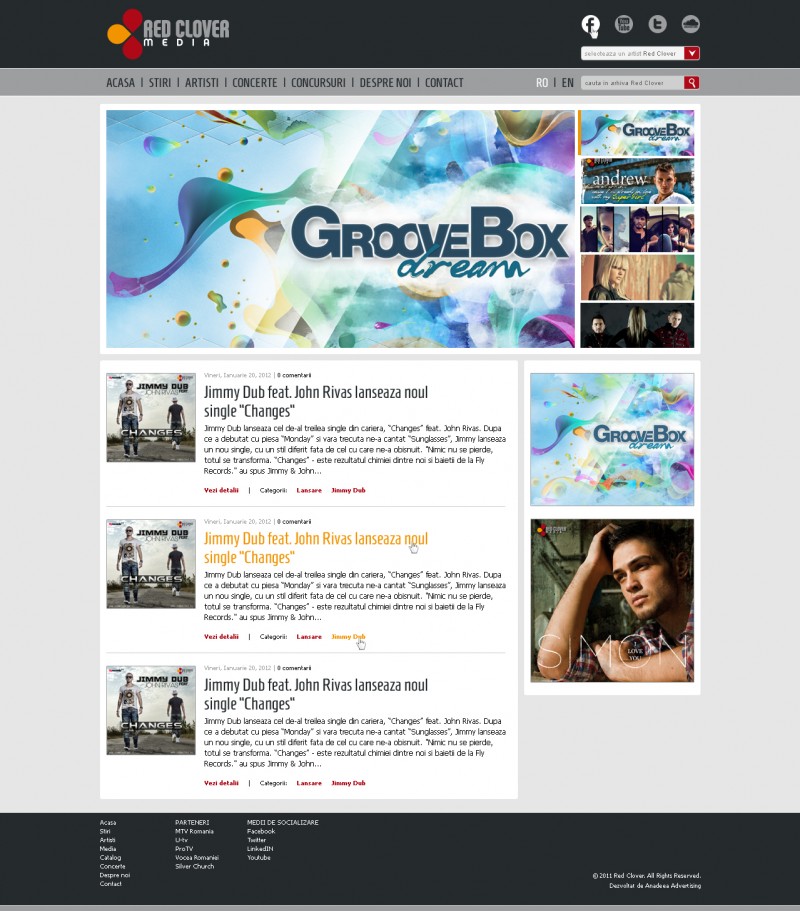 RED CLOVER
MEDIA
You Tube
selecteaza un artist Red Clover
ACASA | STIRI | ARTISTI | CONCERTE | CONCURSURI | DESPRE NOI | CONTACT
RO | EN
cauta in arhiva Red Clover
GROOVEBOX
dream
GROOVEBOX
dream
andrew
Vineri, Ianuarie 20, 2012 | 0 comentarii
Jimmy Dub feat. John Rivas lanseaza noul
single "Changes"
Jimmy Dub lanseaza cel de-al treilea single din cariera, "Changes" feat. John Rivas. Dupa
ce a debutat cu piesa "Monday" si vara trecuta ne-a cantat "Sunglasses", Jimmy lanseaza
un nou single, cu un stil diferit fata de cel cu care ne-a obisnuit. "Nimic nu se pierde,
totul se transforma. "Changes" - este rezultatul chimiei dintre noi si baietii de la Fly
Records." au spus Jimmy & John...
Vezi detalii | Categorii: Lansare Jimmy Dub
JIMMY DUB
JOHN RIVAS
CHANGES
Vineri, Ianuarie 20, 2012 | 0 comentarii
Jimmy Dub feat. John Rivas lanseaza noul
single "Changes"
Jimmy Dub lanseaza cel de-al treilea single din cariera, "Changes" feat. John Rivas. Dupa
ce a debutat cu piesa "Monday" si vara trecuta ne-a cantat "Sunglasses", Jimmy lanseaza
un nou single, cu un stil diferit fata de cel cu care ne-a obisnuit. "Nimic nu se pierde,
totul se transforma. "Changes" - este rezultatul chimiei dintre noi si baietii de la Fly
Records." au spus Jimmy & John...
Vezi detalii | Categorii: Lansare Jimmy Dub
JIMMY DUB
JOHN RIVAS
CHANGES
Vineri, Ianuarie 20, 2012 | 0 comentarii
Jimmy Dub feat. John Rivas lanseaza noul
single "Changes"
Jimmy Dub lanseaza cel de-al treilea single din cariera, "Changes" feat. John Rivas. Dupa
ce a debutat cu piesa "Monday" si vara trecuta ne-a cantat "Sunglasses", Jimmy lanseaza
un nou single, cu un stil diferit fata de cel cu care ne-a obisnuit. "Nimic nu se pierde,
totul se transforma. "Changes" - este rezultatul chimiei dintre noi si baietii de la Fly
Records." au spus Jimmy & John...
Vezi detalii | Categorii: Lansare Jimmy Dub
JIMMY DUB
JOHN RIVAS
CHANGES
GROOVEBOX
dream
RED CLOVER
MEDIA
SIMON
I
LOVE
YOU
Acasa
Stiri
Artisti
Media
Catalog
Concerte
Despre noi
Contact
PARTENERI
MTV Romania
U-tv
ProTV
Vocea Romaniei
Silver Church
MEDII DE SOCIALIZARE
Facebook
Twitter
LinkedIN
Youtube
© 2011 Red Clover. All Rights Reserved.
Dezvoltat de Anadeea Advertising